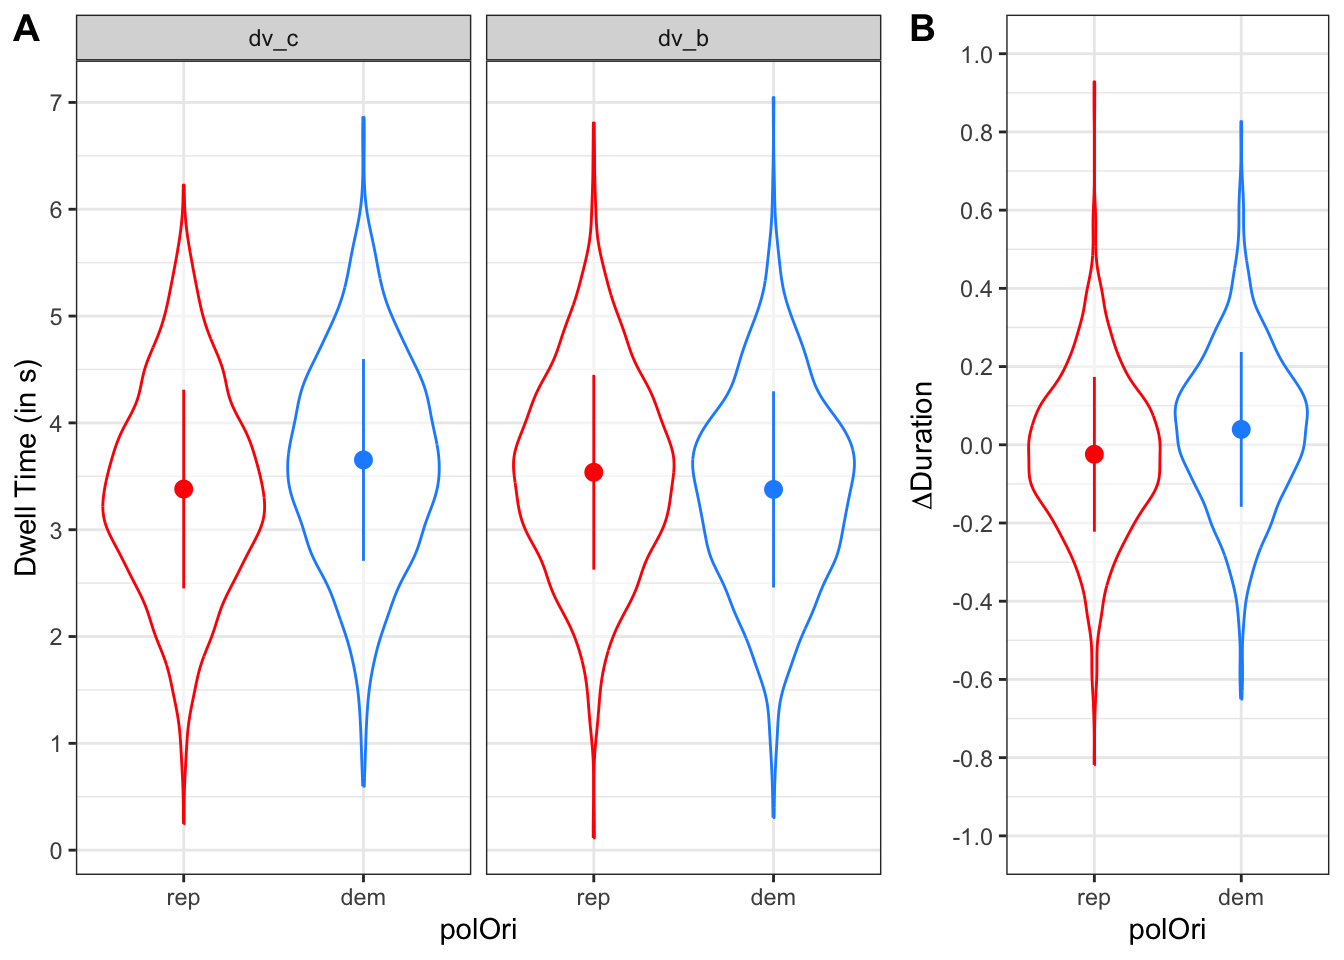 A
dv_c
dv_b
Dwell Time (in s)
7
6
5
4
3
2
1
0
rep
dem
rep
dem
polOri
B
ΔDuration
1.0
0.8
0.6
0.4
0.2
0.0
-0.2
-0.4
-0.6
-0.8
-1.0
rep
dem
polOri